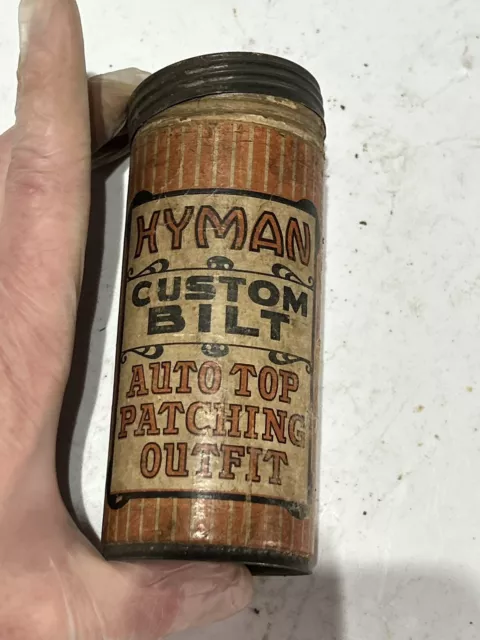 HYMAN
CUSTOM
BILT
AUTO TOP
PATCHING
OUTFIT